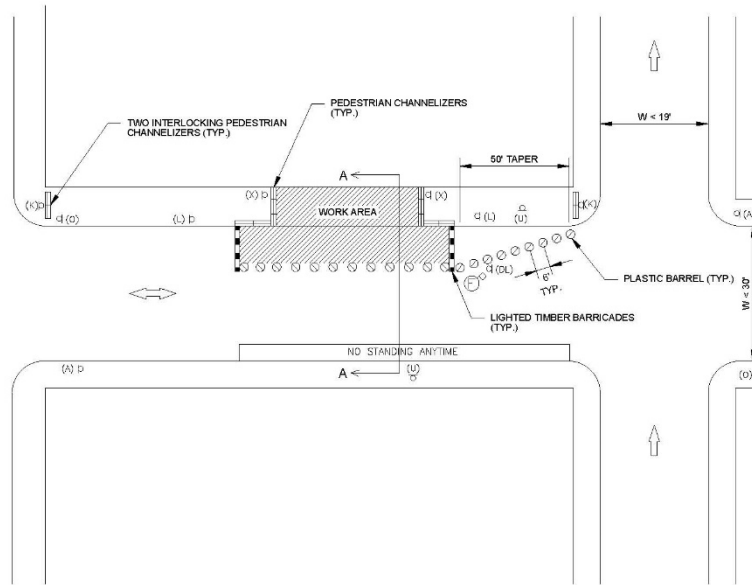 PEDESTRIAN CHANNELIZERS
(TYP.)
TWO INTERLOCKING PEDESTRIAN
CHANNELIZERS (TYP.)
W < 19'
50' TAPER
A
(X)
(X)
(K)
(O)
(L)
WORK AREA
(L)
(U)
(K)
(A)
(DL)
F
6'
TYP.
PLASTIC BARREL (TYP.)
W < 30'
LIGHTED TIMBER BARRICADES
(TYP.)
NO STANDING ANYTIME
(A)
A
(U)
(O)